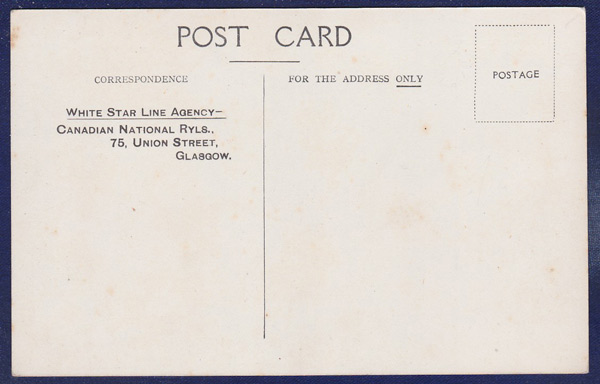 POST CARD
CORRESPONDENCE
FOR THE ADDRESS ONLY
POSTAGE
WHITE STAR LINE AGENCY—
CANADIAN NATIONAL RYLS.,
75, UNION STREET,
GLASGOW.